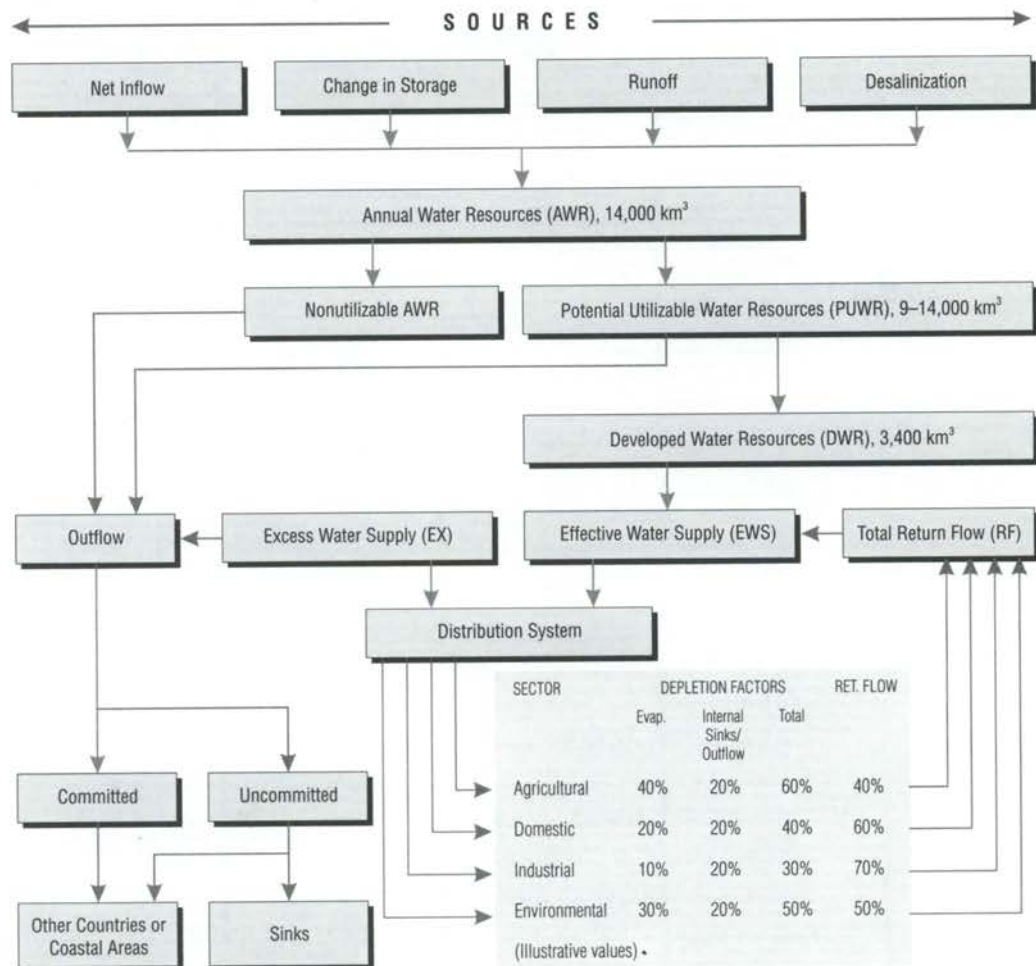 SOURCES
Net Inflow
Change in Storage
Runoff
Desalinization
Annual Water Resources (AWR), 14,000 km³
Nonutilizable AWR
Potential Utilizable Water Resources (PUWR), 9–14,000 km³
Developed Water Resources (DWR), 3,400 km³
Outflow
Excess Water Supply (EX)
Effective Water Supply (EWS)
Total Return Flow (RF)
Distribution System
SECTOR DEPLETION FACTORS RET. FLOW
Evap. Internal Total
Sinks/
Outflow
Agricultural 40% 20% 60% 40%
Domestic 20% 20% 40% 60%
Industrial 10% 20% 30% 70%
Environmental 30% 20% 50% 50%
(Illustrative values)
Committed
Uncommitted
Other Countries or
Coastal Areas
Sinks